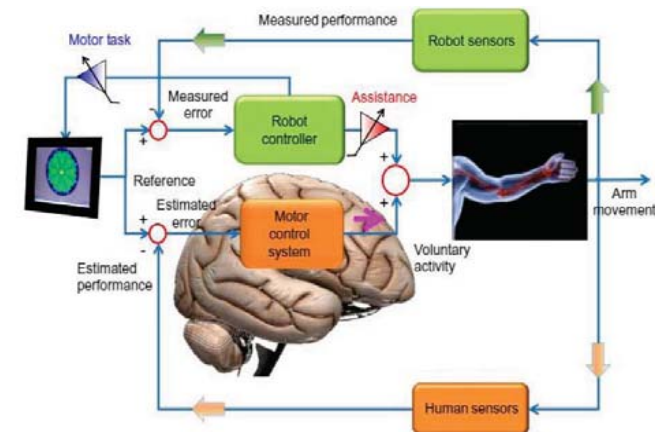 Measured performance
Robot sensors
Motor task
Measured
error
Assistance
Robot
controller
+
-
+
Reference
Estimated
error
+
-
Motor
control
system
+
+
Voluntary
activity
Arm
movement
Estimated
performance
Human sensors